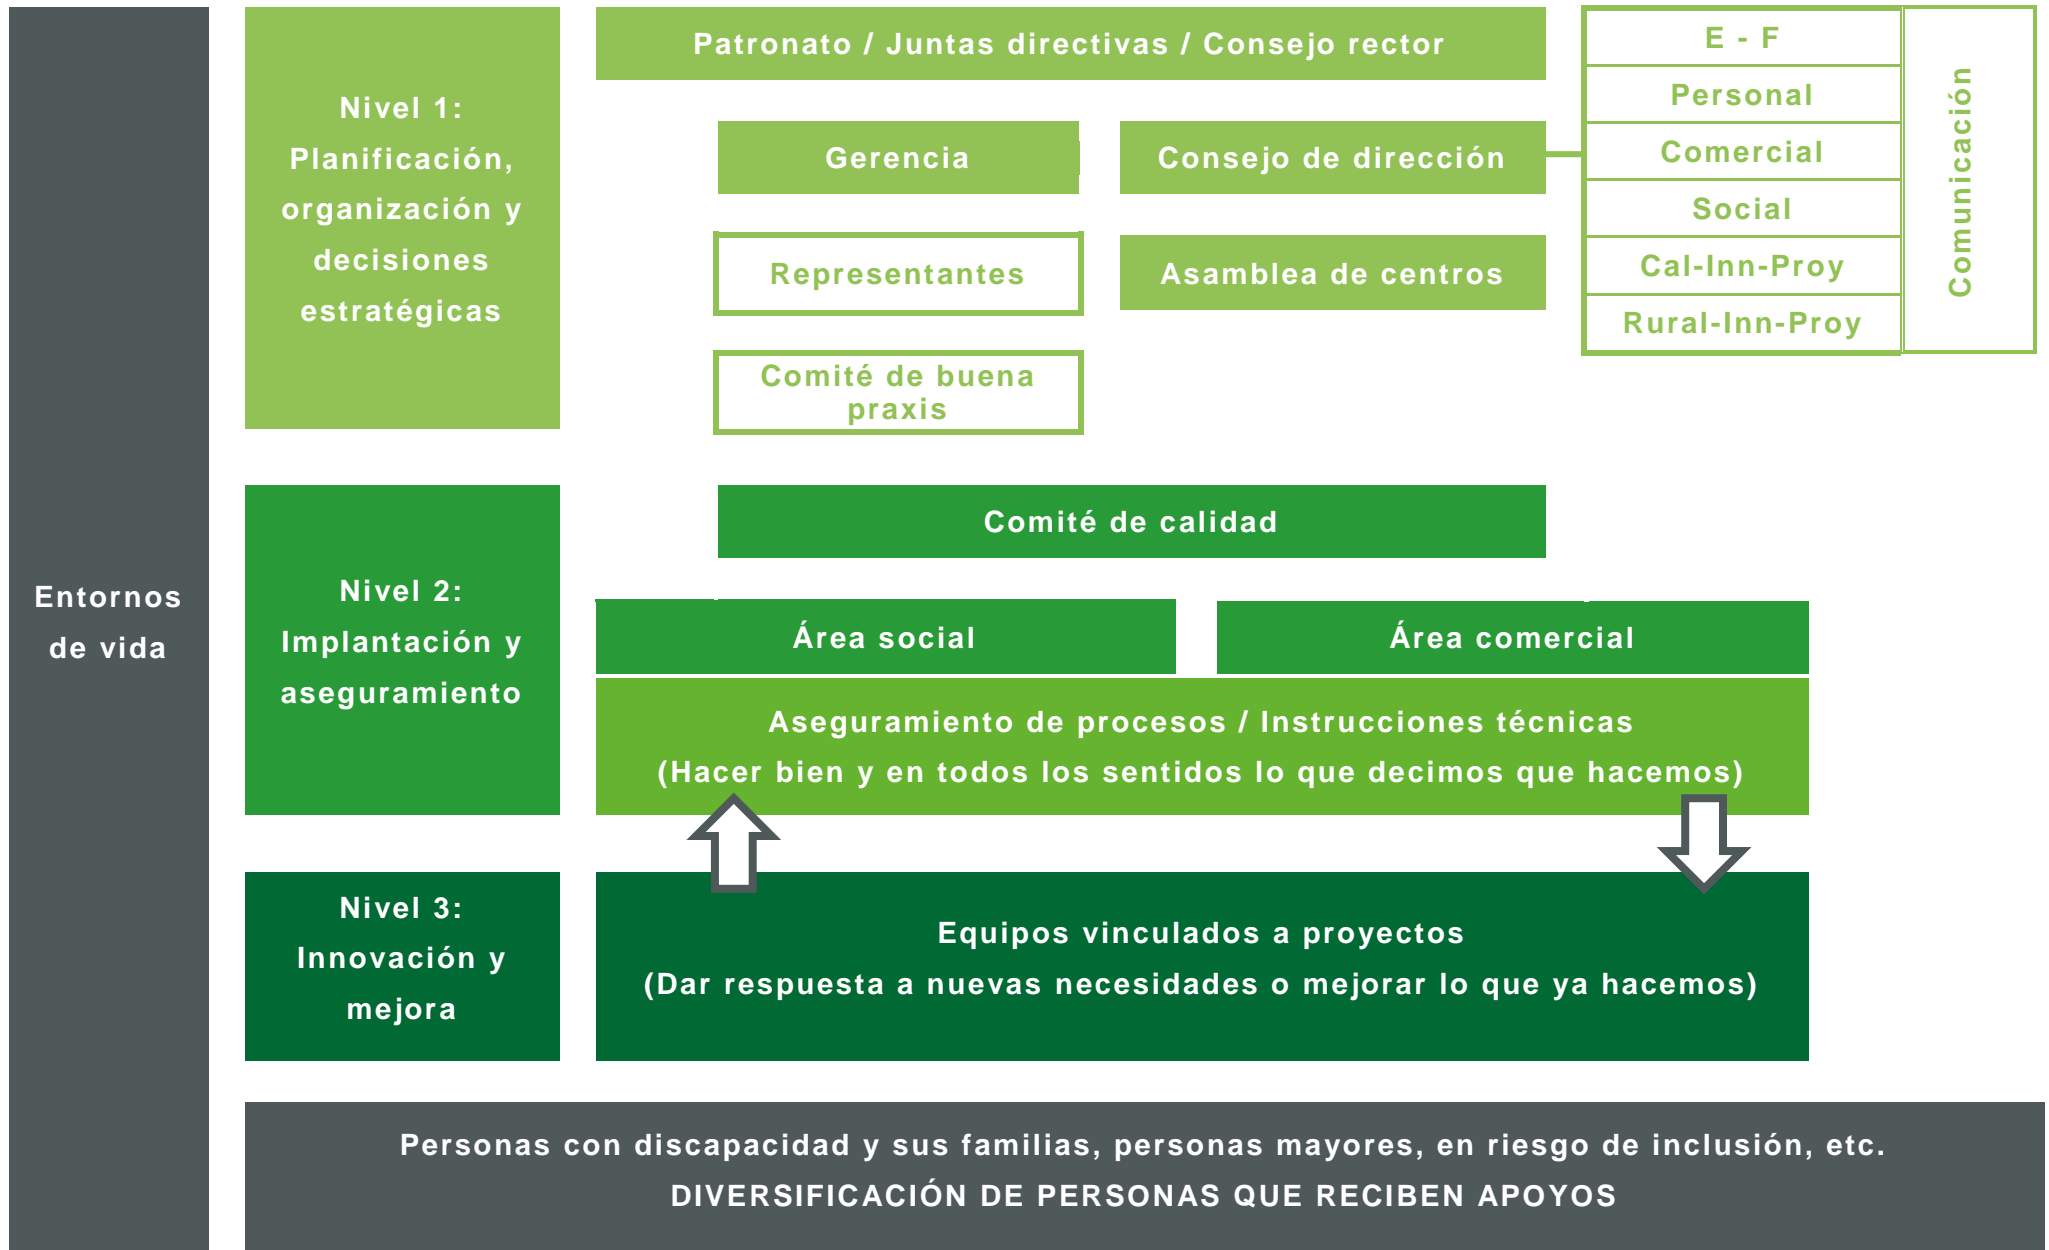 Entornos
de vida
Nivel 1:
Planificación,
organización y
decisiones
estratégicas
Patronato / Juntas directivas / Consejo rector
Gerencia
Consejo de dirección
Representantes
Asamblea de centros
Comité de buena
praxis
E - F
Personal
Comercial
Social
Cal-Inn-Proy
Rural-Inn-Proy
Comunicación
Nivel 2:
Implantación y
aseguramiento
Comité de calidad
Área social
Área comercial
Aseguramiento de procesos / Instrucciones técnicas
(Hacer bien y en todos los sentidos lo que decimos que hacemos)
Nivel 3:
Innovación y
mejora
Equipos vinculados a proyectos
(Dar respuesta a nuevas necesidades o mejorar lo que ya hacemos)
Personas con discapacidad y sus familias, personas mayores, en riesgo de inclusión, etc.
DIVERSIFICACIÓN DE PERSONAS QUE RECIBEN APOYOS